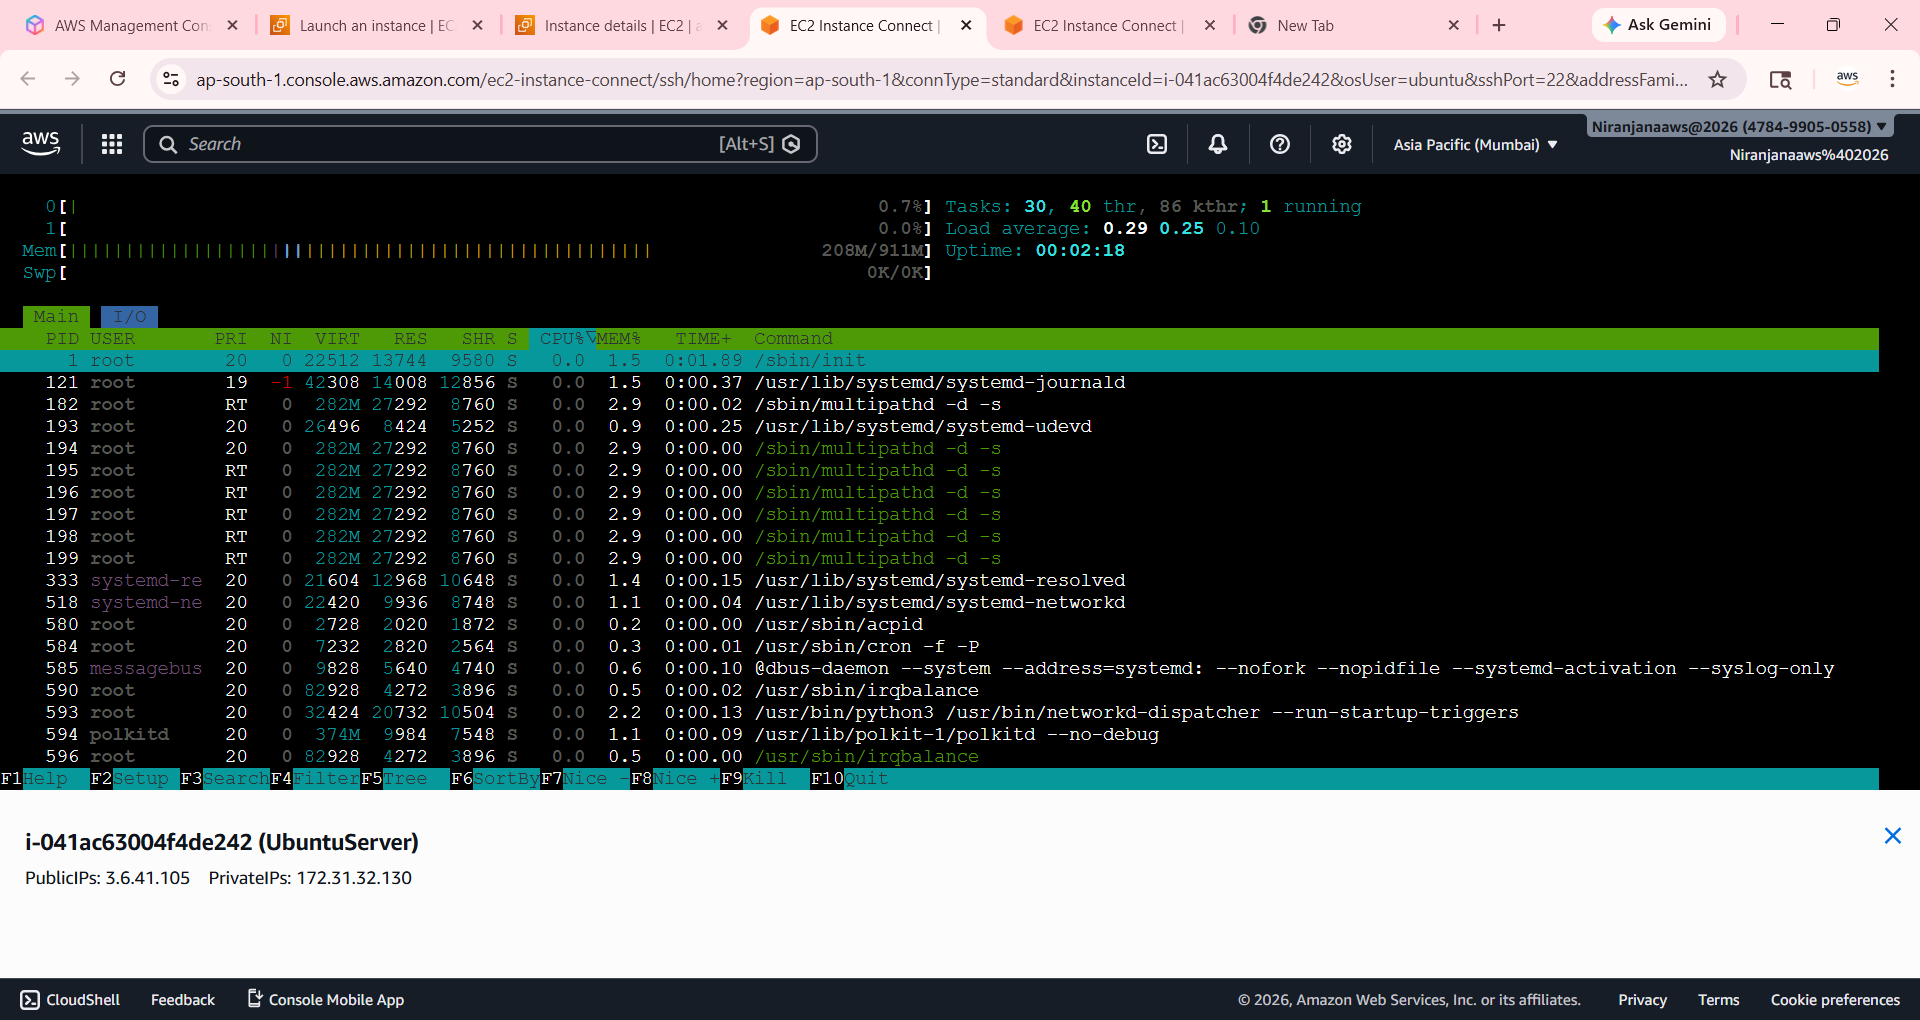 AWS Management Con
Launch an instance | EC
Instance details | EC2 | a
EC2 Instance Connect |
EC2 Instance Connect |
New Tab
Ask Gemini
ap-south-1.console.aws.amazon.com/ec2-instance-connect/ssh/home?region=ap-south-1&connType=standard&instanceId=i-041ac63004f4de242&osUser=ubuntu&sshPort=22&addressFami...
aws
aws
Search
[Alt+S]
Asia Pacific (Mumbai)
Niranjanaaws@2026 (4784-9905-0558)
Niranjanaaws%402026
0[| 0.7%] Tasks: 30, 40 thr, 86 kthr; 1 running
1[ 0.0%] Load average: 0.29 0.25 0.10
Mem[||||||||||||||||||||||||||||||||||||||||||||||||||||| 208M/911M] Uptime: 00:02:18
Swp[ 0K/0K]
Main I/O
PID USER PRI NI VIRT RES SHR S CPU%▽MEM% TIME+ Command
1 root 20 0 22512 13744 9580 S 0.0 1.5 0:01.89 /sbin/init
121 root 19 -1 42308 14008 12856 S 0.0 1.5 0:00.37 /usr/lib/systemd/systemd-journald
182 root RT 0 282M 27292 8760 S 0.0 2.9 0:00.02 /sbin/multipathd -d -s
193 root 20 0 26496 8424 5252 S 0.0 0.9 0:00.25 /usr/lib/systemd/systemd-udevd
194 root 20 0 282M 27292 8760 S 0.0 2.9 0:00.00 /sbin/multipathd -d -s
195 root RT 0 282M 27292 8760 S 0.0 2.9 0:00.00 /sbin/multipathd -d -s
196 root RT 0 282M 27292 8760 S 0.0 2.9 0:00.00 /sbin/multipathd -d -s
197 root RT 0 282M 27292 8760 S 0.0 2.9 0:00.00 /sbin/multipathd -d -s
198 root RT 0 282M 27292 8760 S 0.0 2.9 0:00.00 /sbin/multipathd -d -s
199 root RT 0 282M 27292 8760 S 0.0 2.9 0:00.00 /sbin/multipathd -d -s
333 systemd-re 20 0 21604 12968 10648 S 0.0 1.4 0:00.15 /usr/lib/systemd/systemd-resolved
518 systemd-ne 20 0 22420 9936 8748 S 0.0 1.1 0:00.04 /usr/lib/systemd/systemd-networkd
580 root 20 0 2728 2020 1872 S 0.0 0.2 0:00.00 /usr/sbin/acpid
584 root 20 0 7232 2820 2564 S 0.0 0.3 0:00.01 /usr/sbin/cron -f -P
585 messagebus 20 0 9828 5640 4740 S 0.0 0.6 0:00.10 @dbus-daemon --system --address=systemd: --nofork --nopidfile --systemd-activation --syslog-only
590 root 20 0 82928 4272 3896 S 0.0 0.5 0:00.02 /usr/sbin/irqbalance
593 root 20 0 32424 20732 10504 S 0.0 2.2 0:00.13 /usr/bin/python3 /usr/bin/networkd-dispatcher --run-startup-triggers
594 polkitd 20 0 374M 9984 7548 S 0.0 1.1 0:00.09 /usr/lib/polkit-1/polkitd --no-debug
596 root 20 0 82928 4272 3896 S 0.0 0.5 0:00.00 /usr/sbin/irqbalance
F1Help F2Setup F3SearchF4FilterF5Tree F6SortByF7Nice -F8Nice +F9Kill F10Quit
i-041ac63004f4de242 (UbuntuServer)
PublicIPs: 3.6.41.105 PrivateIPs: 172.31.32.130
CloudShell Feedback Console Mobile App © 2026, Amazon Web Services, Inc. or its affiliates. Privacy Terms Cookie preferences